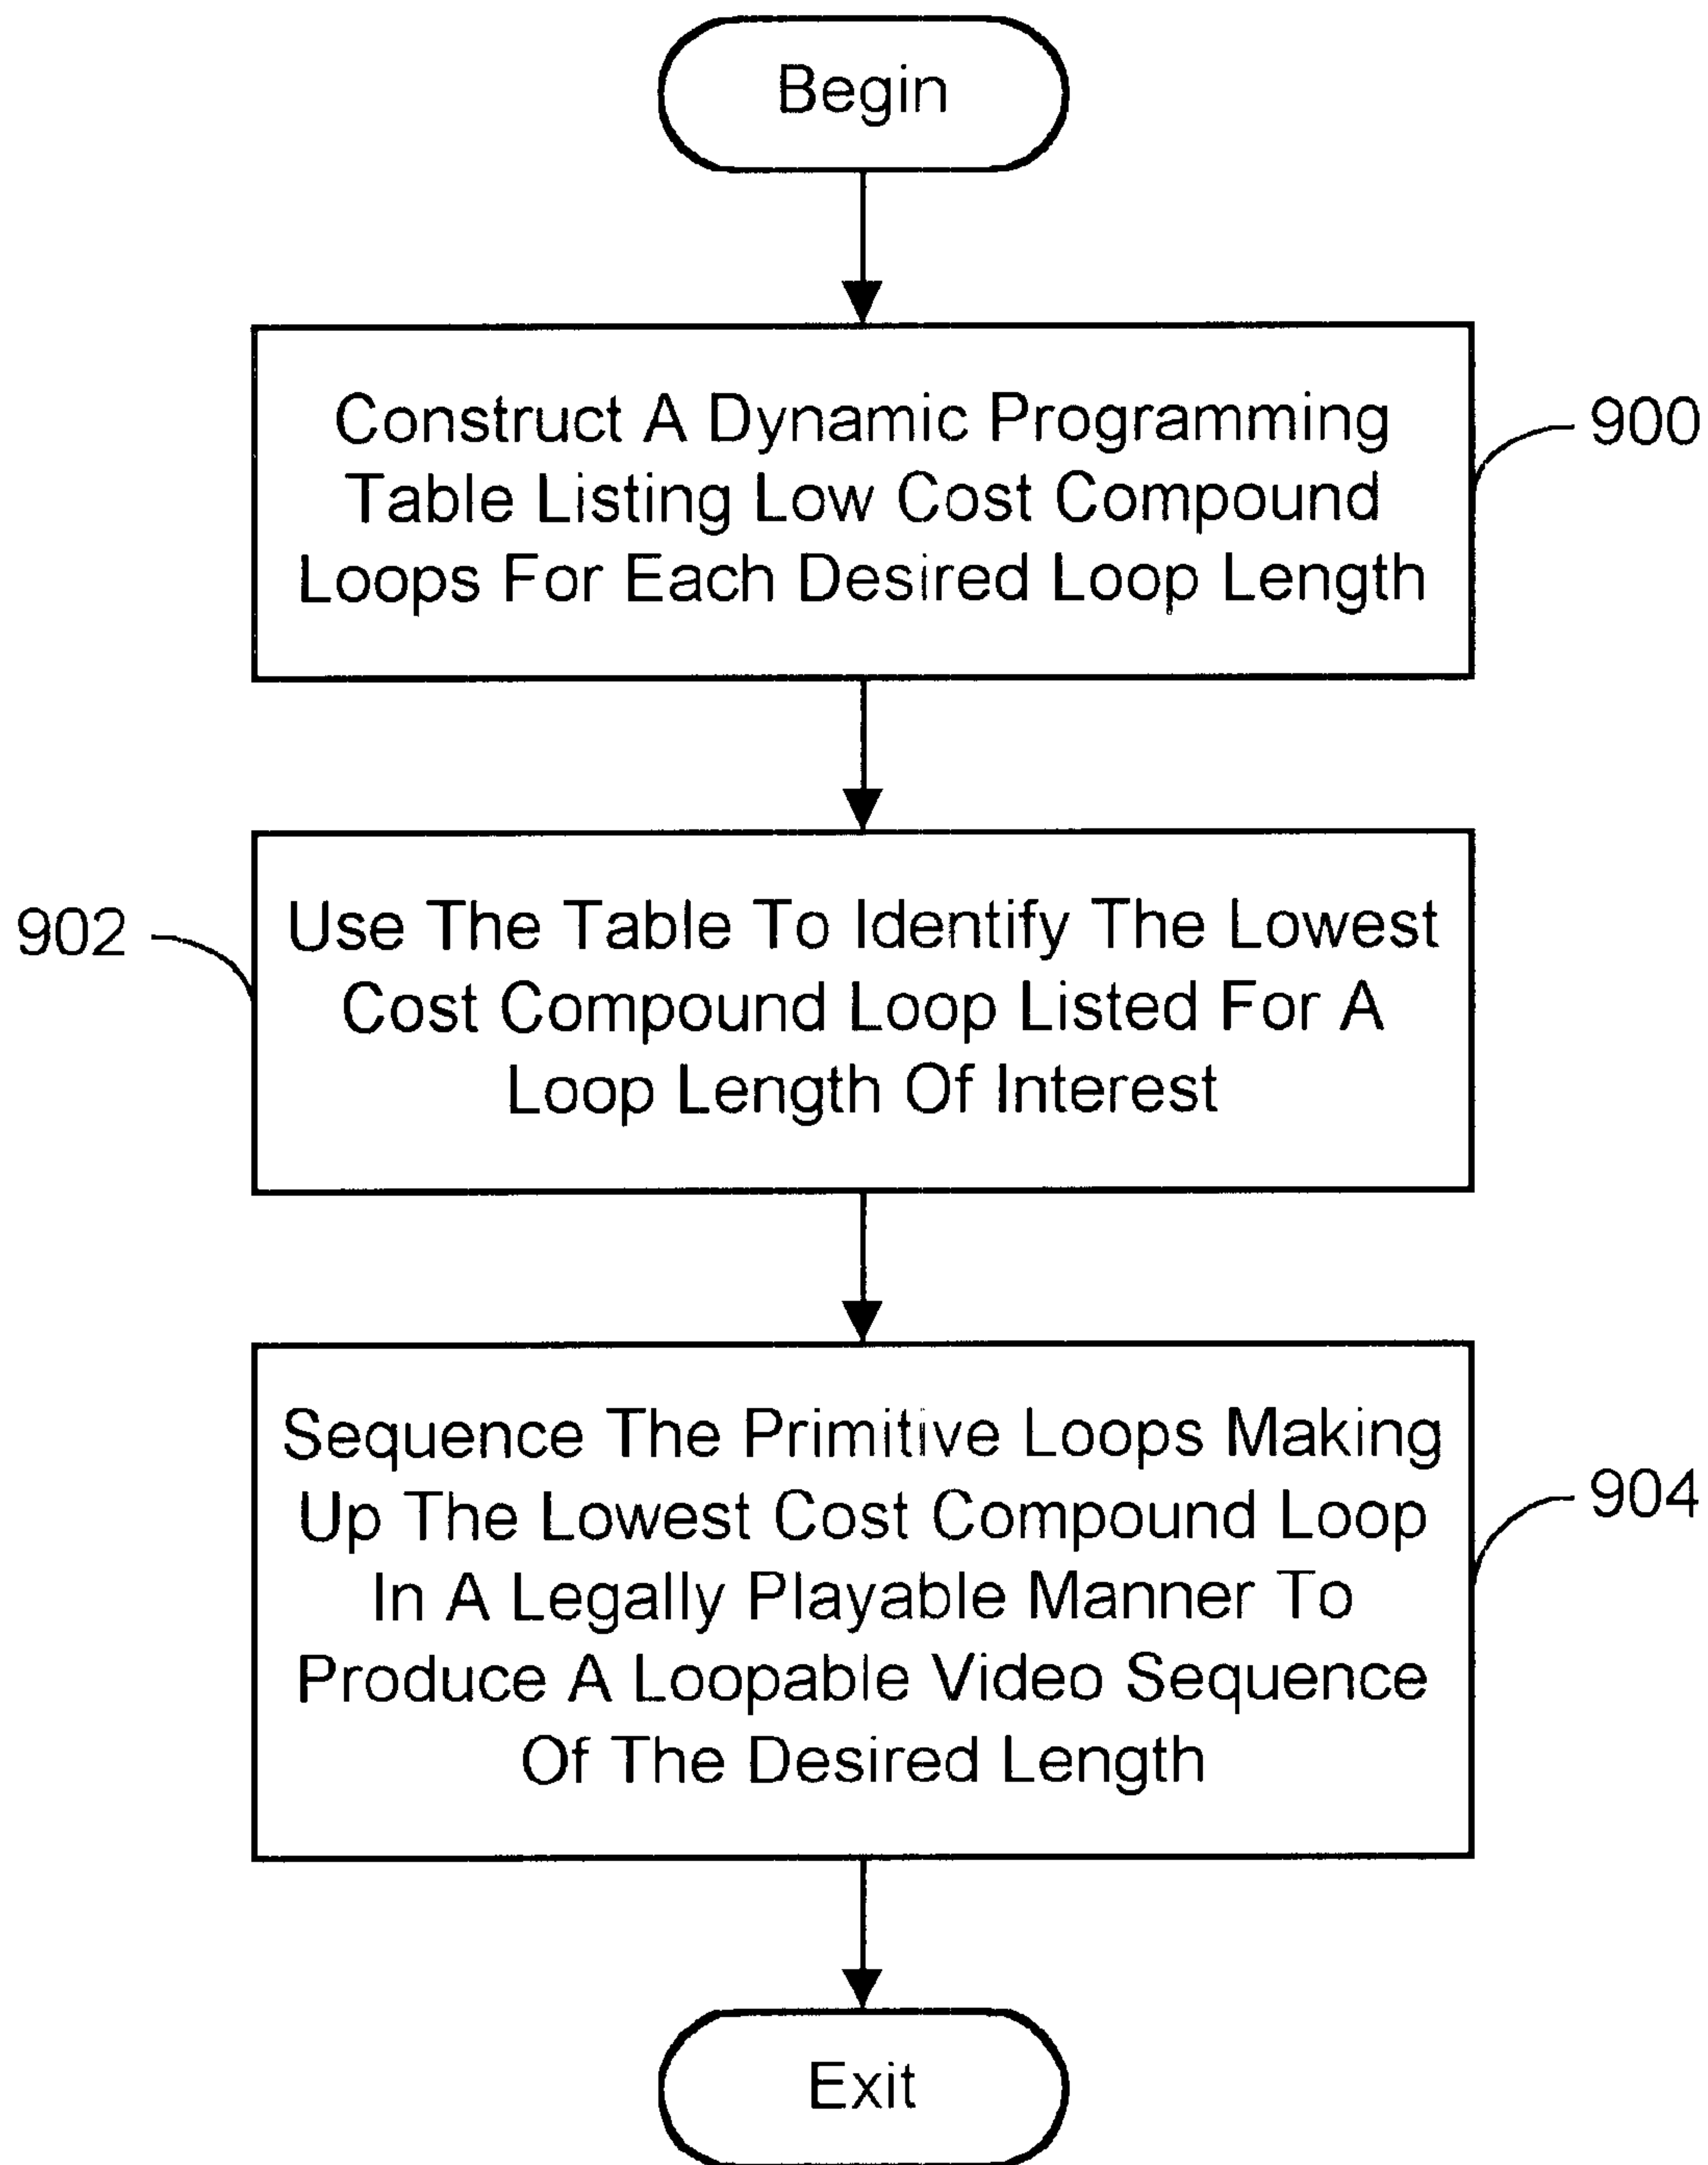 Begin
Construct A Dynamic Programming
Table Listing Low Cost Compound
Loops For Each Desired Loop Length
900
Use The Table To Identify The Lowest
Cost Compound Loop Listed For A
Loop Length Of Interest
902
Sequence The Primitive Loops Making
Up The Lowest Cost Compound Loop
In A Legally Playable Manner To
Produce A Loopable Video Sequence
Of The Desired Length
904
Exit